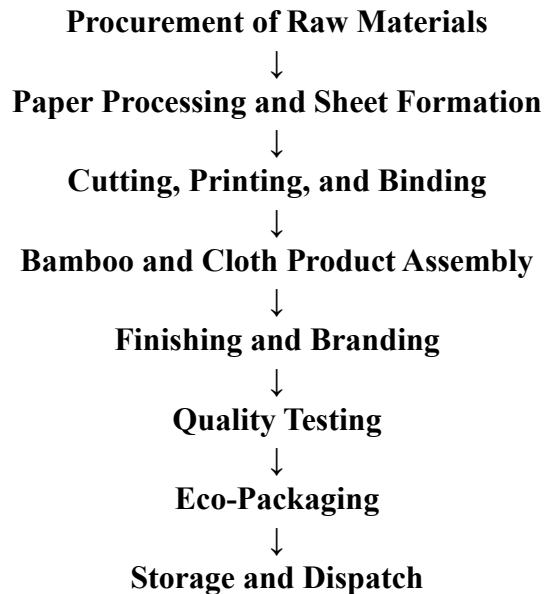 Procurement of Raw Materials
↓
Paper Processing and Sheet Formation
↓
Cutting, Printing, and Binding
↓
Bamboo and Cloth Product Assembly
↓
Finishing and Branding
↓
Quality Testing
↓
Eco-Packaging
↓
Storage and Dispatch